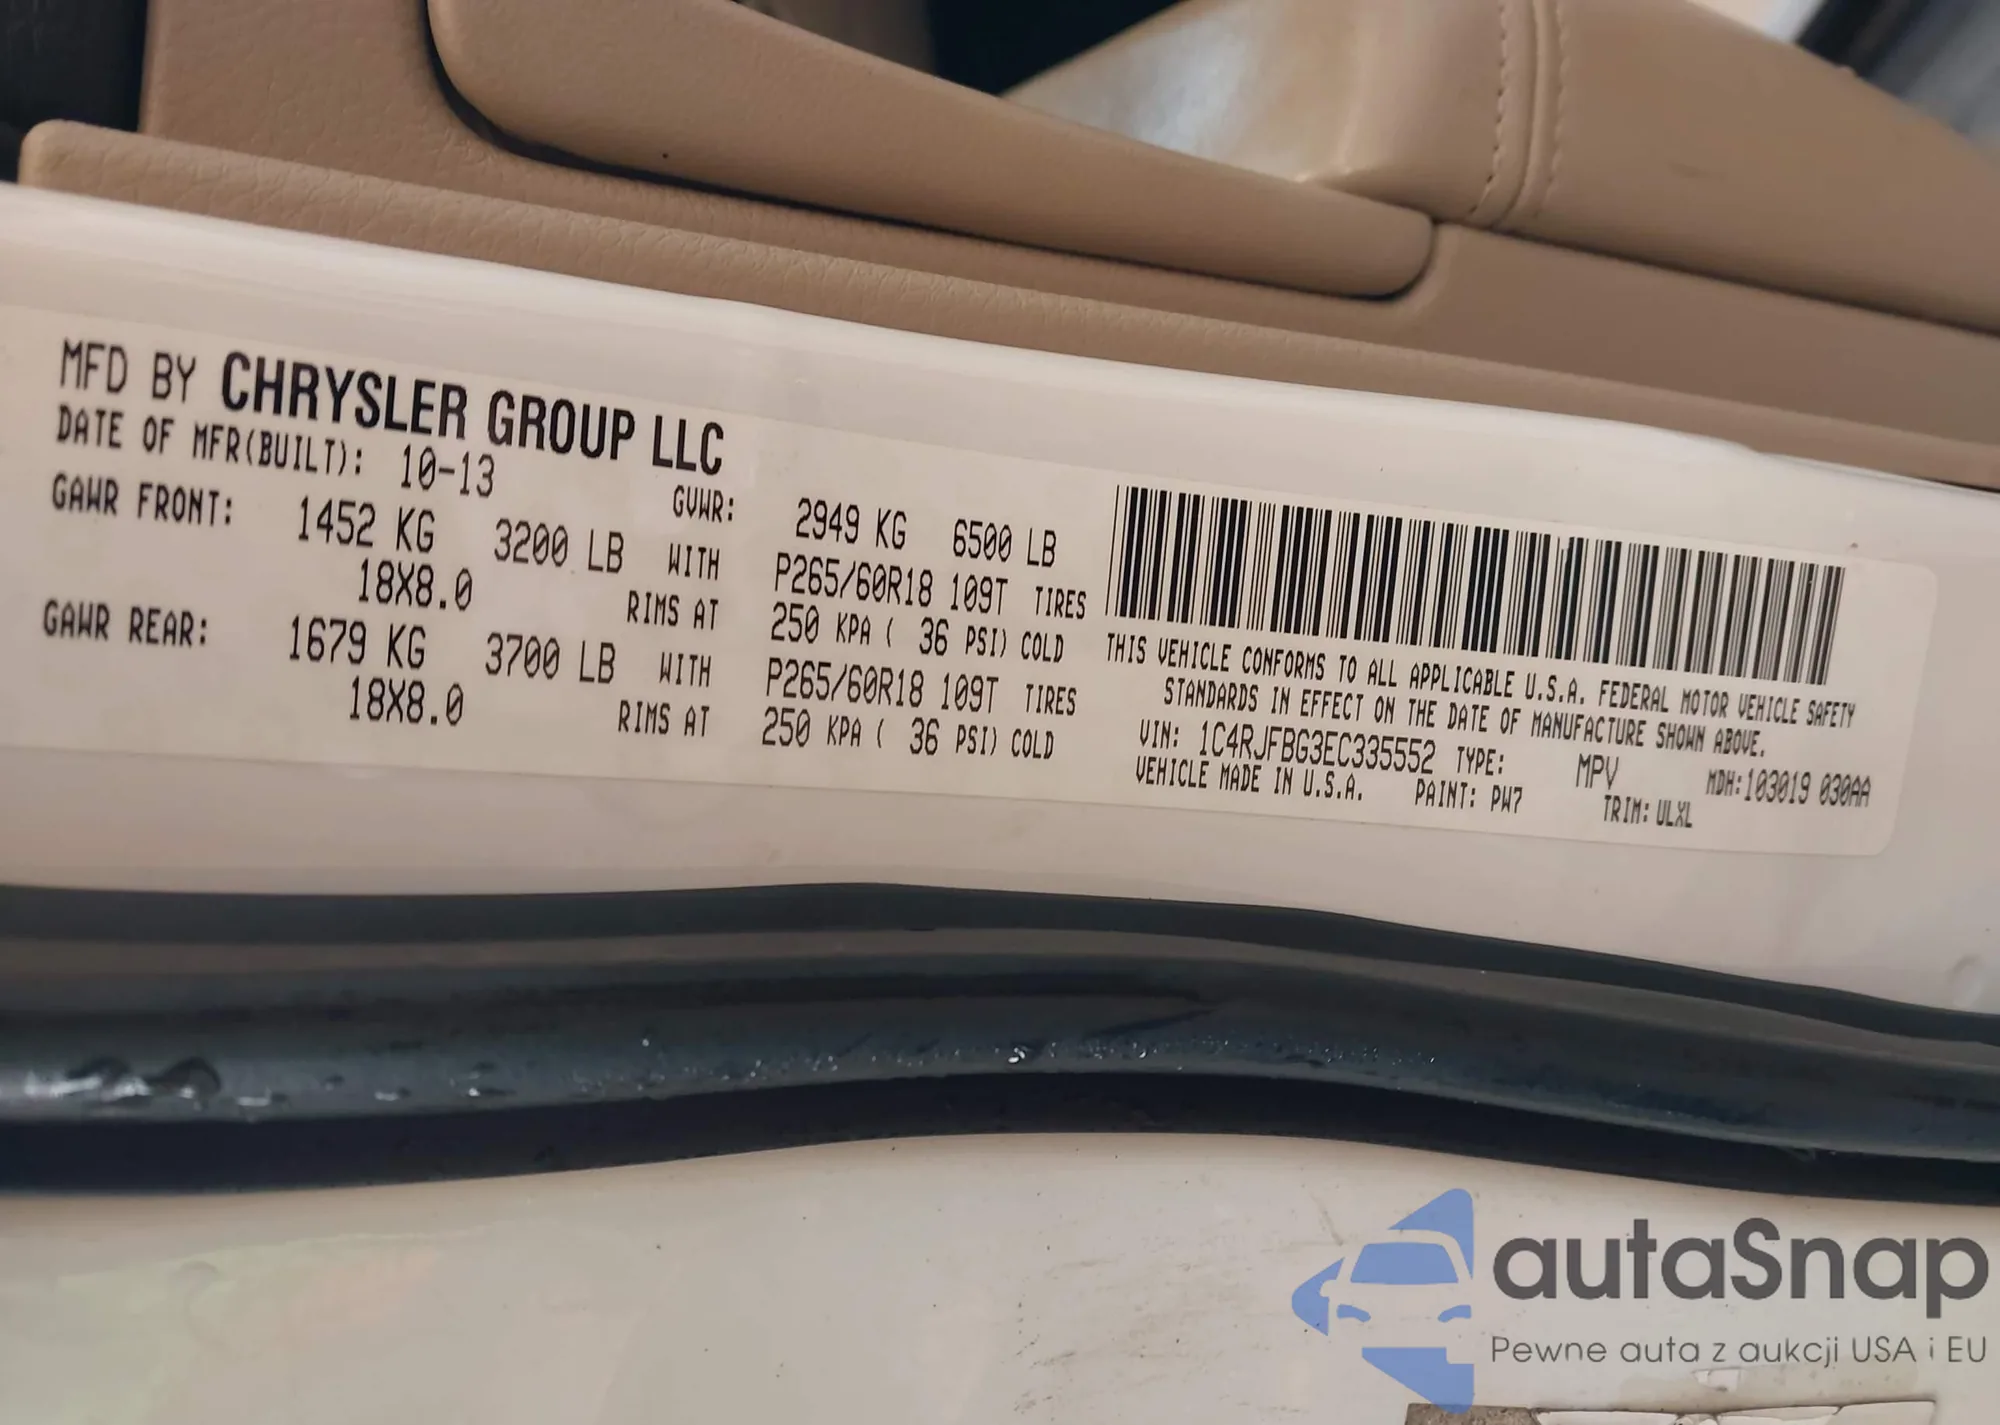 MFD BY CHRYSLER GROUP LLC
DATE OF MFR(BUILT): 10-13 GVWR: 2949 KG 6500 LB
GAWR FRONT: 1452 KG 3200 LB WITH P265/60R18 109T TIRES
18X8.0 RIMS AT 250 KPA ( 36 PSI) COLD
GAWR REAR: 1679 KG 3700 LB WITH P265/60R18 109T TIRES
18X8.0 RIMS AT 250 KPA ( 36 PSI) COLD
THIS VEHICLE CONFORMS TO ALL APPLICABLE U.S.A. FEDERAL MOTOR VEHICLE SAFETY
STANDARDS IN EFFECT ON THE DATE OF MANUFACTURE SHOWN ABOVE.
VIN: 1C4RJFBG3EC335552 TYPE: MPV MDH:103019 030AA
VEHICLE MADE IN U.S.A. PAINT: PW7 TRIM: ULXL
autaSnap
Pewne auta z aukcji USA i EU